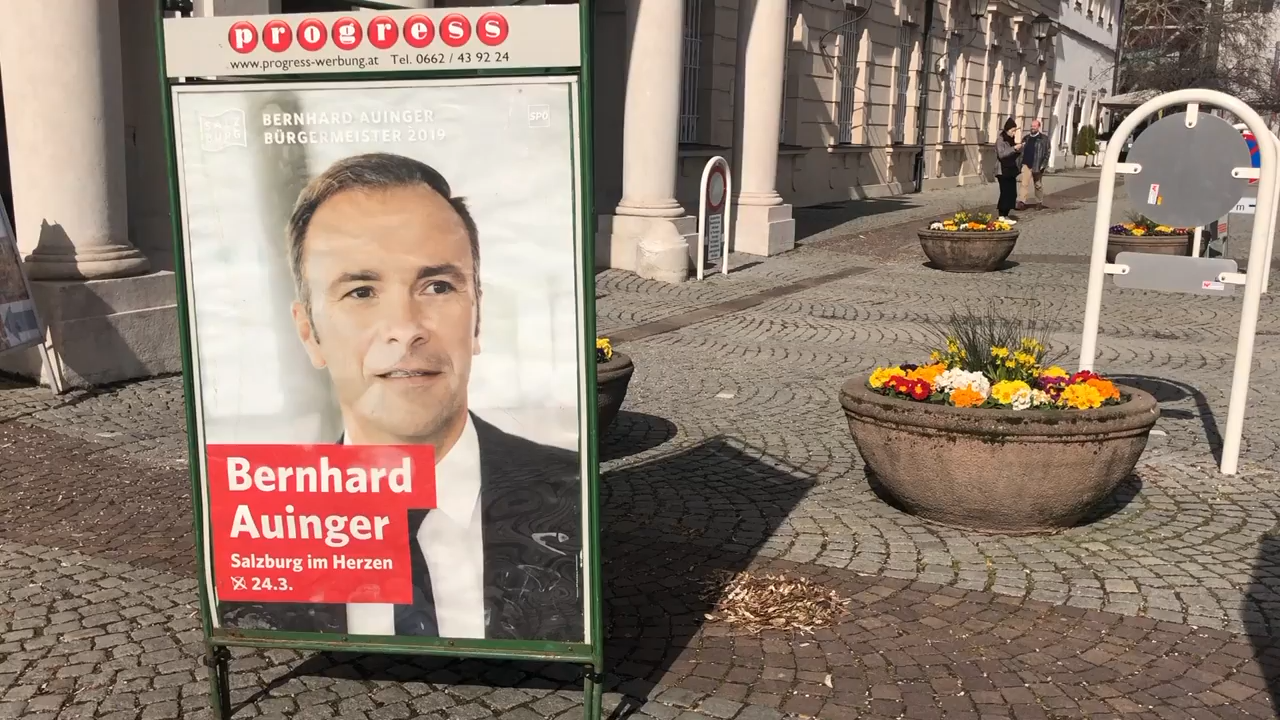 progress
www.progress-werbung.at Tel. 0662 / 43 92 24
SALZ
BURG
BERNHARD AUINGER
BÜRGERMEISTER 2019
SPÖ
Bernhard
Auinger
Salzburg im Herzen
24.3.